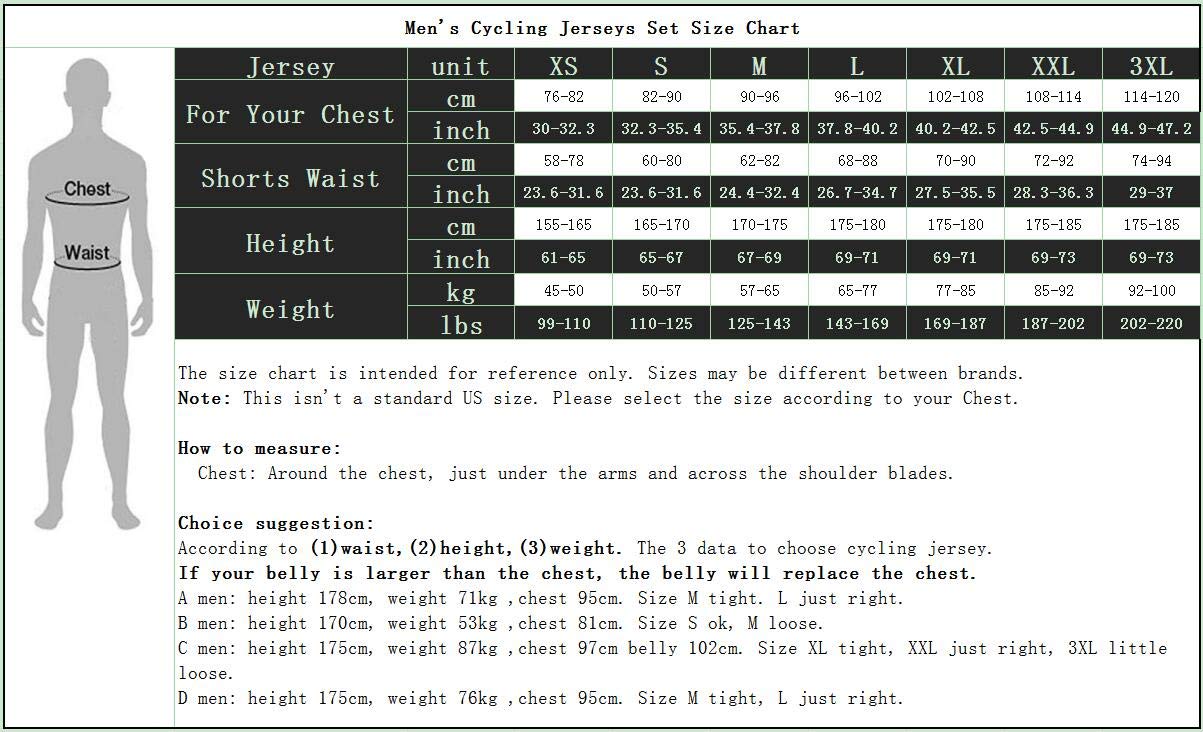 Men's Cycling Jerseys Set Size Chart
Jersey unit XS S M L XL XXL 3XL
For Your Chest cm 76-82 82-90 90-96 96-102 102-108 108-114 114-120
inch 30-32.3 32.3-35.4 35.4-37.8 37.8-40.2 40.2-42.5 42.5-44.9 44.9-47.2
Shorts Waist cm 58-78 60-80 62-82 68-88 70-90 72-92 74-94
inch 23.6-31.6 23.6-31.6 24.4-32.4 26.7-34.7 27.5-35.5 28.3-36.3 29-37
Height cm 155-165 165-170 170-175 175-180 175-180 175-185 175-185
inch 61-65 65-67 67-69 69-71 69-71 69-73 69-73
Weight kg 45-50 50-57 57-65 65-77 77-85 85-92 92-100
lbs 99-110 110-125 125-143 143-169 169-187 187-202 202-220
Chest
Waist
The size chart is intended for reference only. Sizes may be different between brands.
Note: This isn't a standard US size. Please select the size according to your Chest.
How to measure:
Chest: Around the chest, just under the arms and across the shoulder blades.
Choice suggestion:
According to (1)waist,(2)height,(3)weight. The 3 data to choose cycling jersey.
If your belly is larger than the chest, the belly will replace the chest.
A men: height 178cm, weight 71kg ,chest 95cm. Size M tight. L just right.
B men: height 170cm, weight 53kg ,chest 81cm. Size S ok, M loose.
C men: height 175cm, weight 87kg ,chest 97cm belly 102cm. Size XL tight, XXL just right, 3XL little
loose.
D men: height 175cm, weight 76kg ,chest 95cm. Size M tight, L just right.